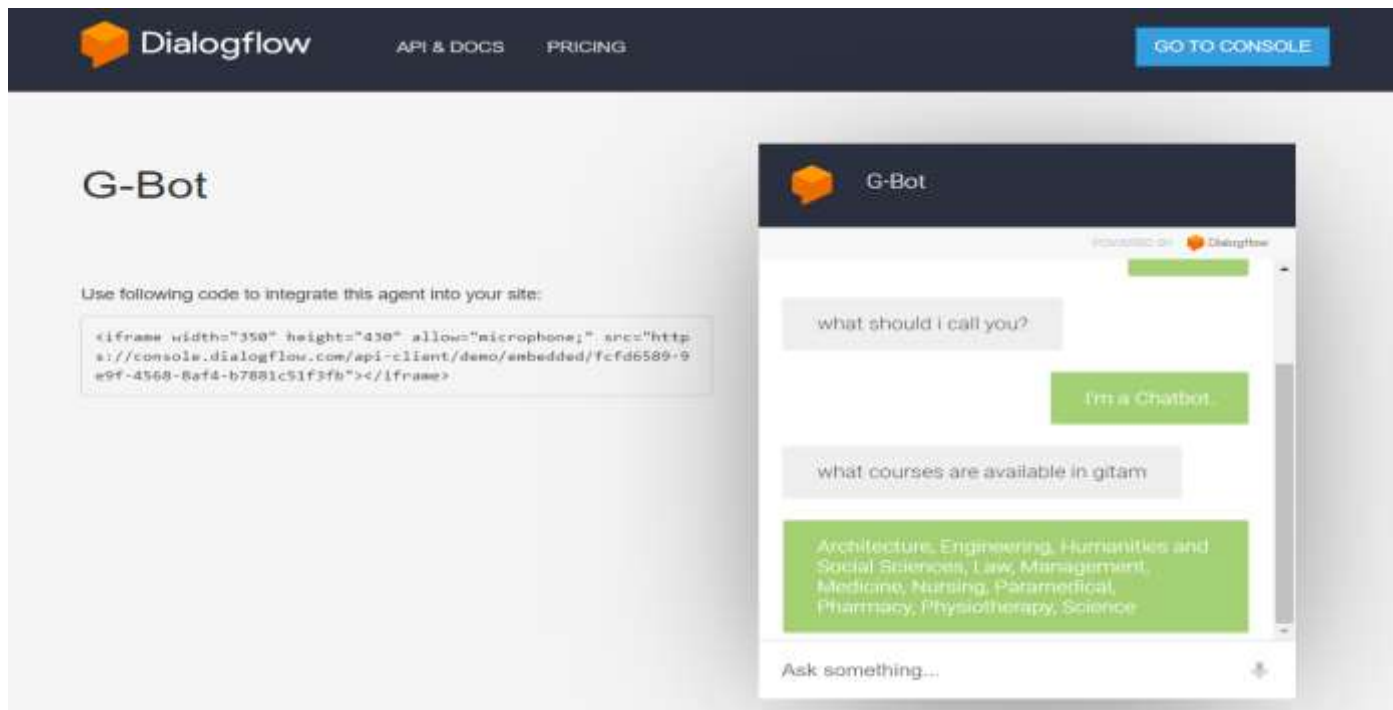 Dialogflow
API & DOCS
PRICING
GO TO CONSOLE
G-Bot
Use following code to integrate this agent into your site:
<iframe width="350" height="430" allow="microphone;" src="http
s://console.dialogflow.com/api-client/demo/embedded/fcfd6589-9
e9f-4568-8af4-b7881c51f3fb"></iframe>
G-Bot
POWERED BY Dialogflow
what should i call you?
I'm a Chatbot.
what courses are available in gitam
Architecture, Engineering, Humanities and
Social Sciences, Law, Management,
Medicine, Nursing, Paramedical,
Pharmacy, Physiotherapy, Science
Ask something...